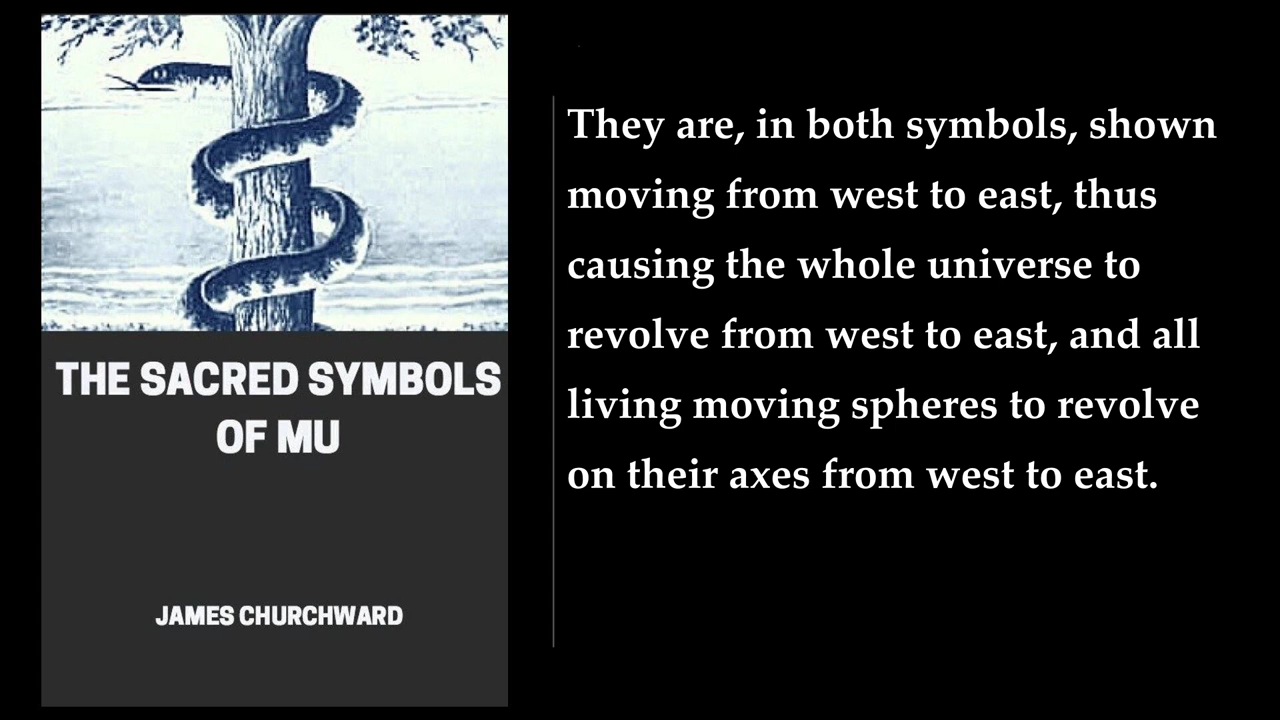 THE SACRED SYMBOLS
OF MU
JAMES CHURCHWARD
They are, in both symbols, shown
moving from west to east, thus
causing the whole universe to
revolve from west to east, and all
living moving spheres to revolve
on their axes from west to east.